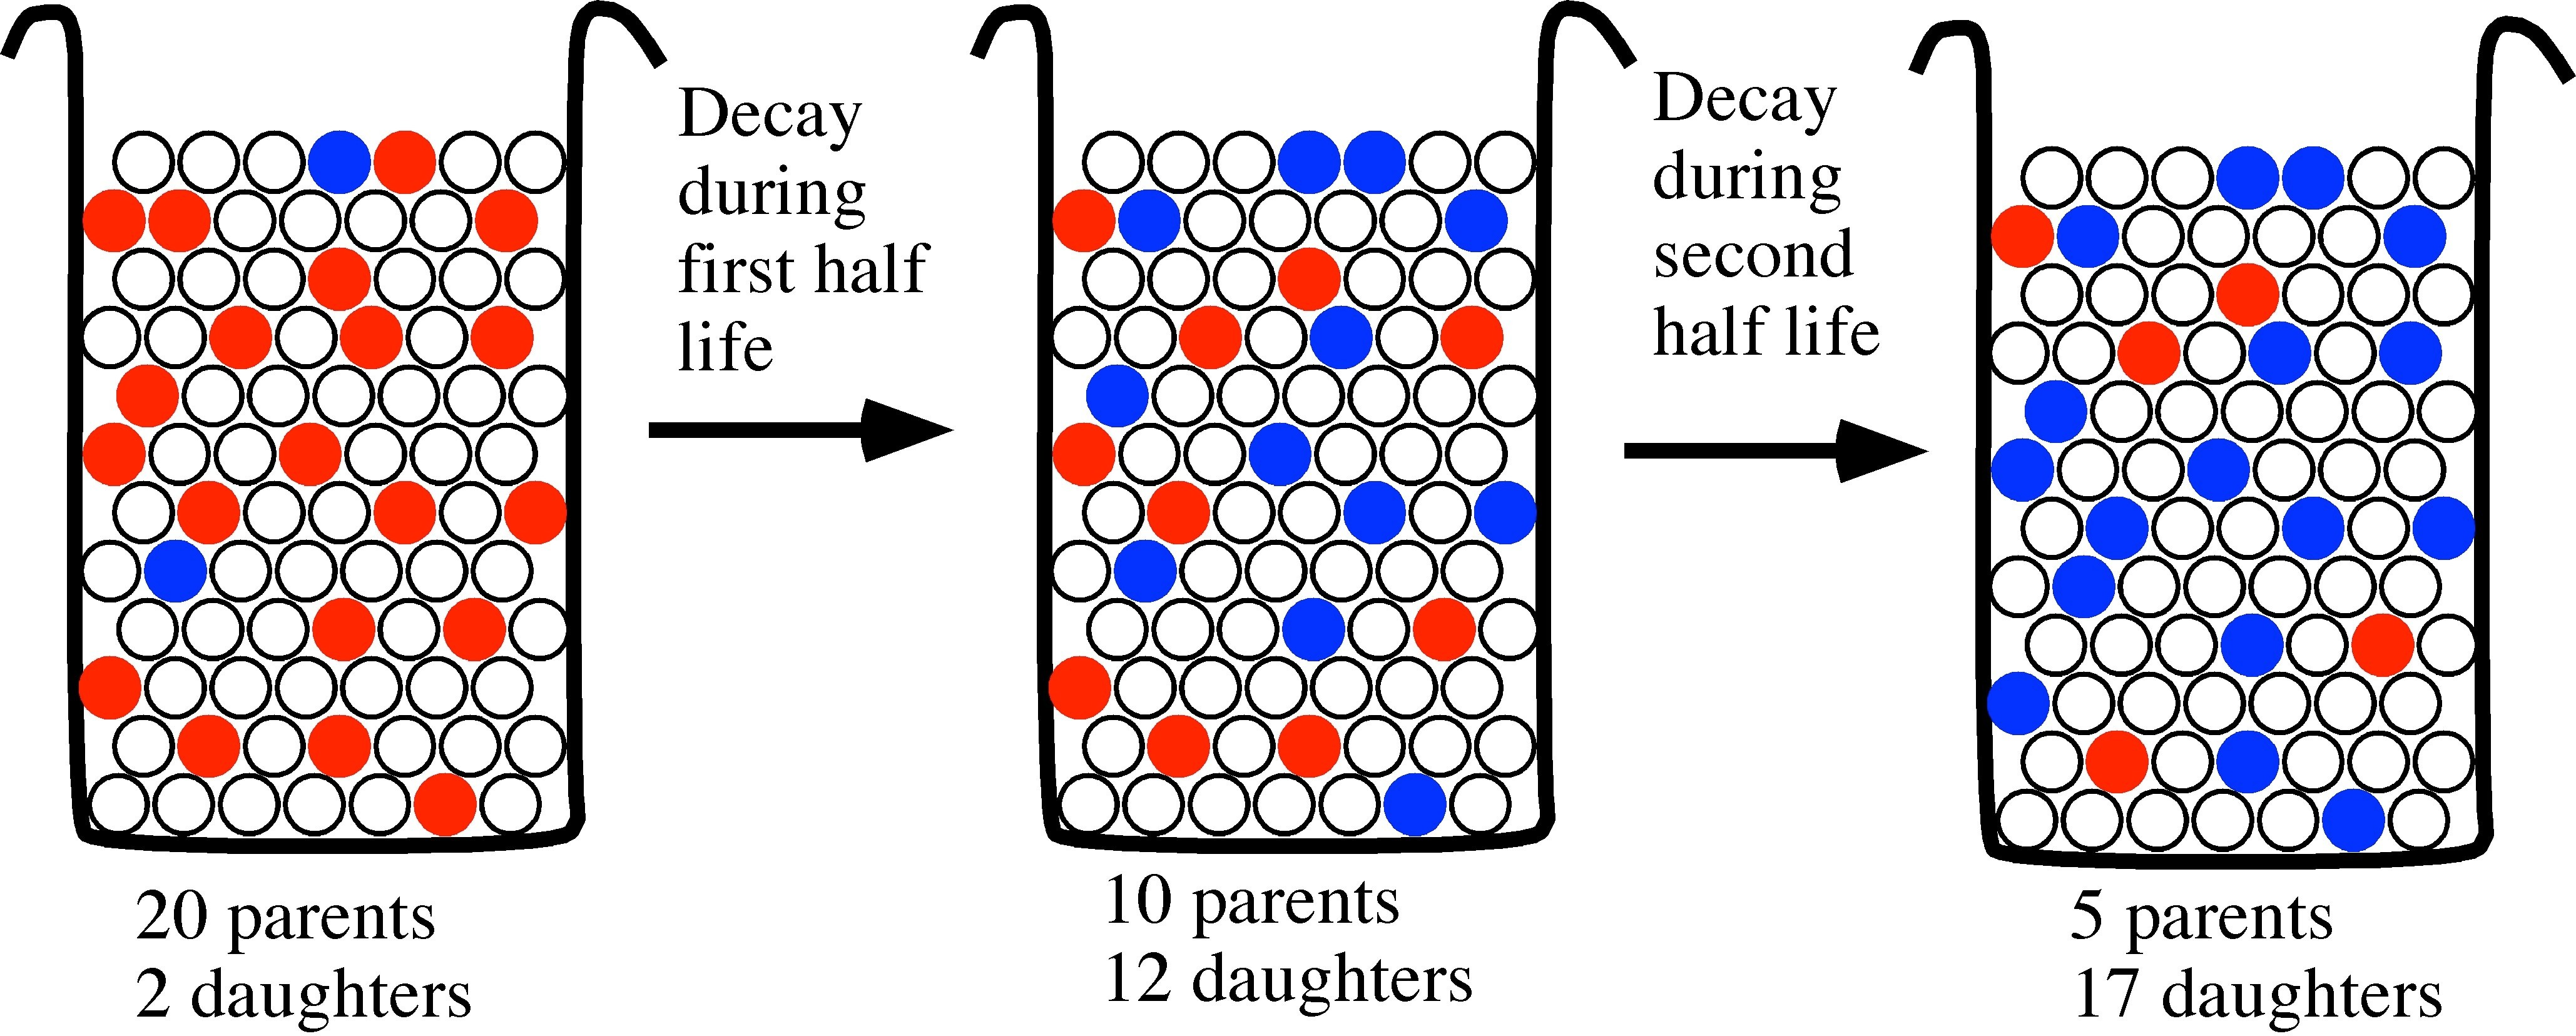 Decay
during
first half
life
Decay
during
second
half life
20 parents
2 daughters
10 parents
12 daughters
5 parents
17 daughters